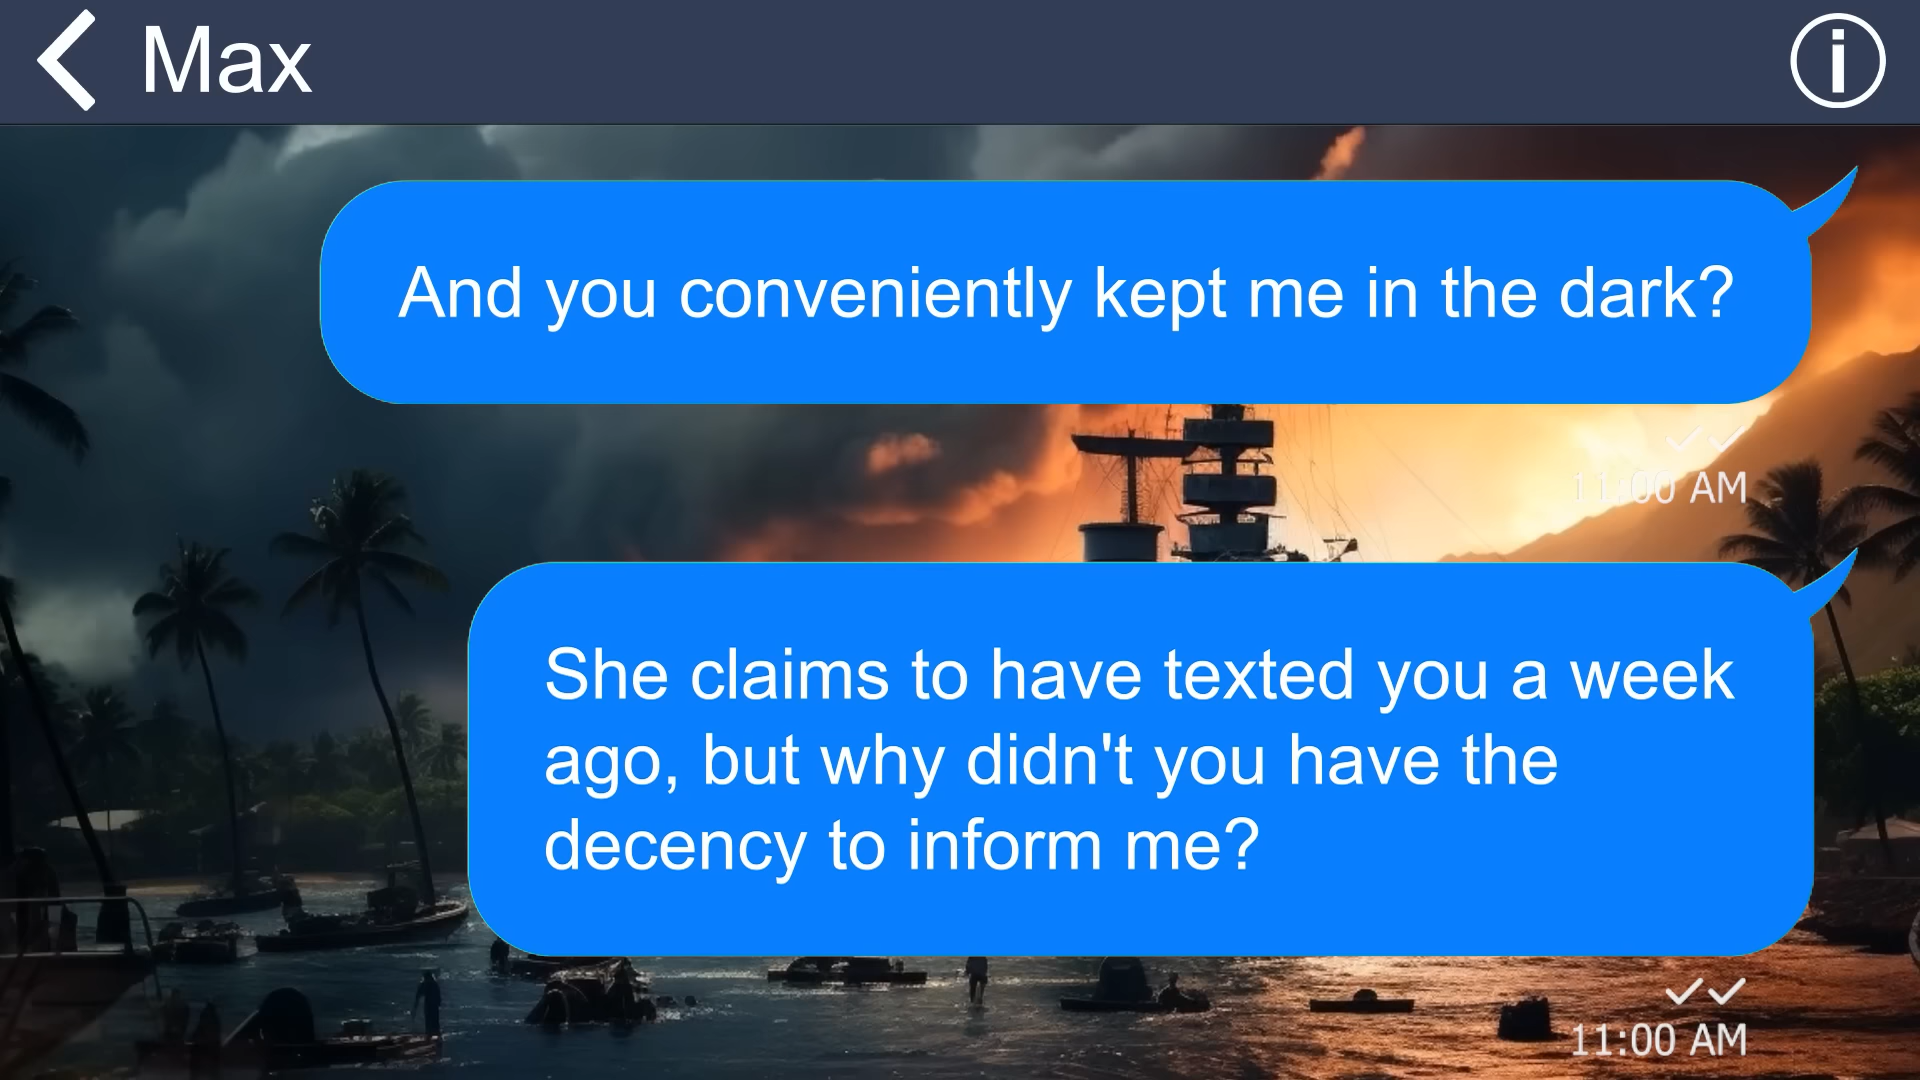 Max
And you conveniently kept me in the dark?
11:00 AM
She claims to have texted you a week
ago, but why didn't you have the
decency to inform me?
11:00 AM